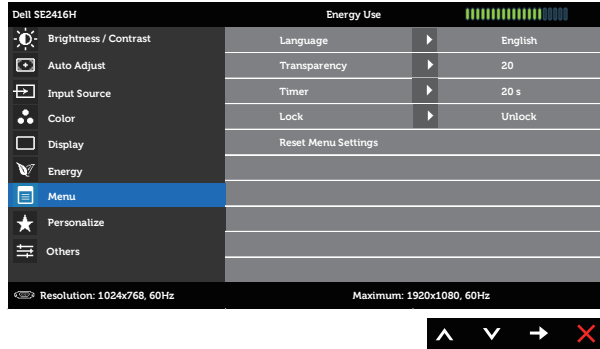 Dell SE2416H Energy Use
Brightness / Contrast Language English
Auto Adjust Transparency 20
Input Source Timer 20 s
Color Lock Unlock
Display Reset Menu Settings
Energy
Menu
Personalize
Others
Resolution: 1024x768, 60Hz Maximum: 1920x1080, 60Hz